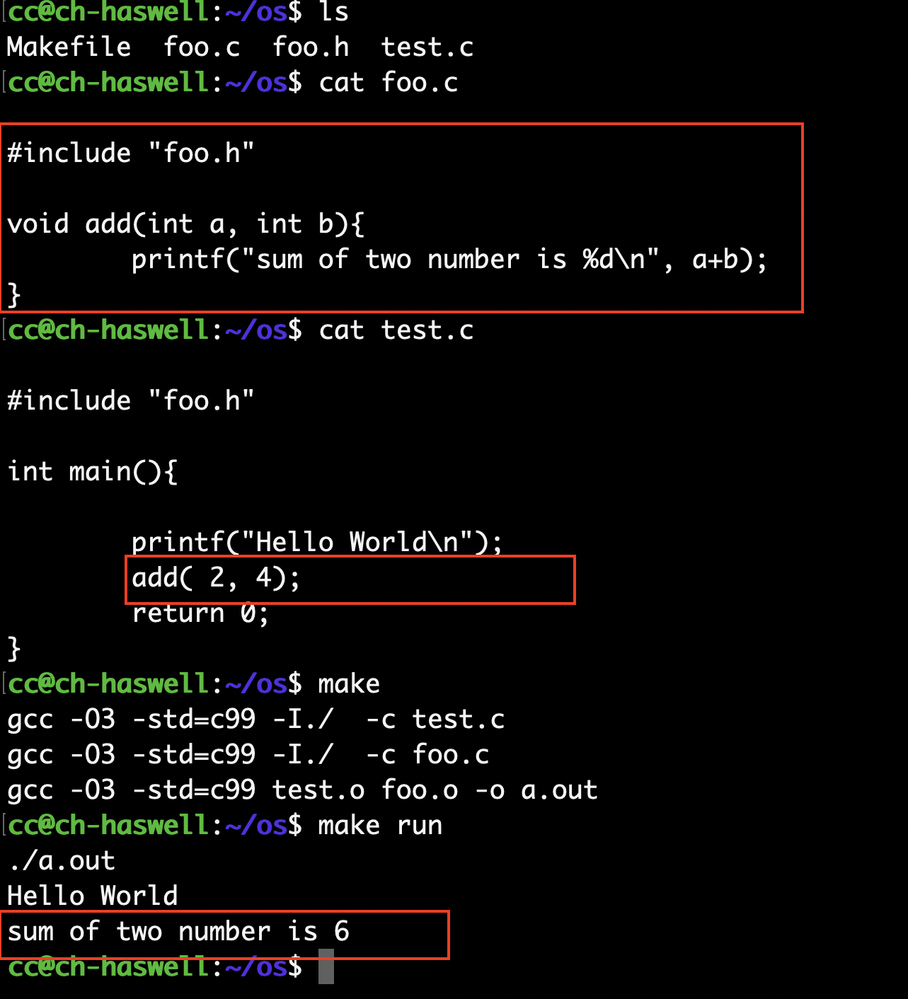 cc@ch-haswell:~/os$ ls
Makefile  foo.c  foo.h  test.c
cc@ch-haswell:~/os$ cat foo.c
#include "foo.h"
void add(int a, int b){
        printf("sum of two number is %d\n", a+b);
}
cc@ch-haswell:~/os$ cat test.c
#include "foo.h"
int main(){
        printf("Hello World\n");
        add( 2, 4);
        return 0;
}
cc@ch-haswell:~/os$ make
gcc -O3 -std=c99 -I./  -c test.c
gcc -O3 -std=c99 -I./  -c foo.c
gcc -O3 -std=c99 test.o foo.o -o a.out
cc@ch-haswell:~/os$ make run
./a.out
Hello World
sum of two number is 6
cc@ch-haswell:~/os$